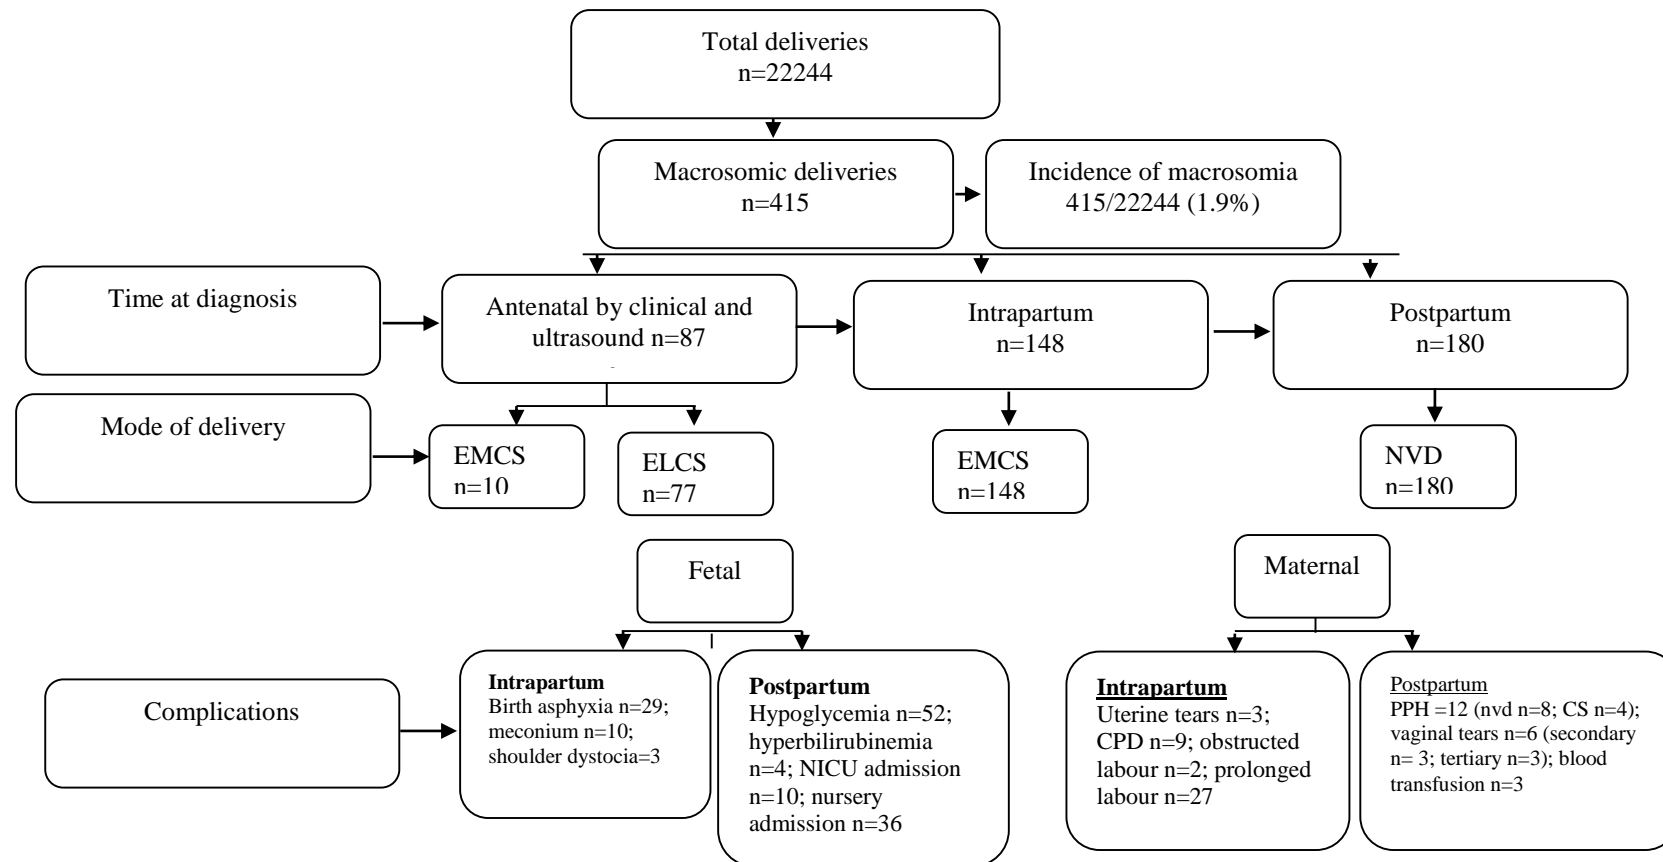 Total deliveries
n=22244
Macrosomic deliveries
n=415
Incidence of macrosomia
415/22244 (1.9%)
Time at diagnosis
Antenatal by clinical and
ultrasound n=87
Intrapartum
n=148
Postpartum
n=180
Mode of delivery
EMCS
n=10
ELCS
n=77
EMCS
n=148
NVD
n=180
Fetal
Maternal
Complications
Intrapartum
Birth asphyxia n=29;
meconium n=10;
shoulder dystocia=3
Postpartum
Hypoglycemia n=52;
hyperbilirubinemia
n=4; NICU admission
n=10; nursery
admission n=36
Intrapartum
Uterine tears n=3;
CPD n=9; obstructed
labour n=2; prolonged
labour n=27
Postpartum
PPH =12 (nvd n=8; CS n=4);
vaginal tears n=6 (secondary
n= 3; tertiary n=3); blood
transfusion n=3